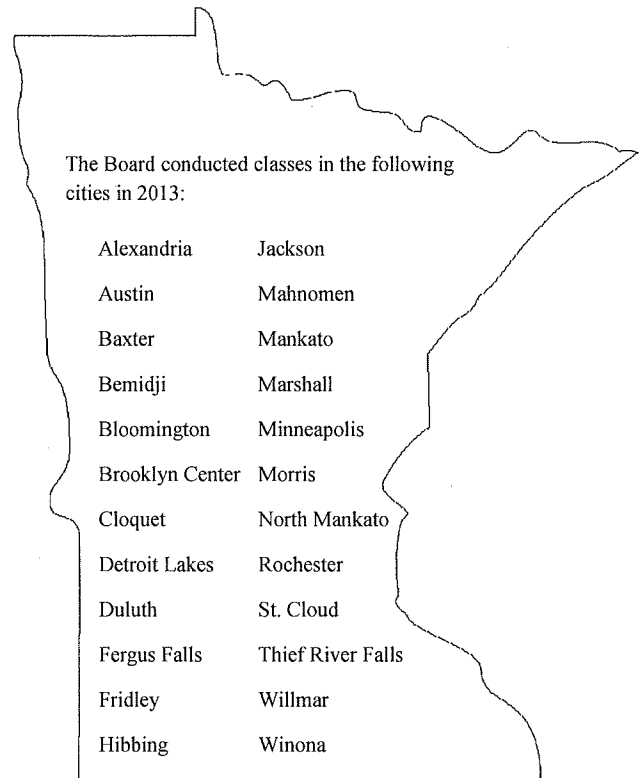 The Board conducted classes in the following
cities in 2013:
Alexandria Jackson
Austin Mahnomen
Baxter Mankato
Bemidji Marshall
Bloomington Minneapolis
Brooklyn Center Morris
Cloquet North Mankato
Detroit Lakes Rochester
Duluth St. Cloud
Fergus Falls Thief River Falls
Fridley Willmar
Hibbing Winona